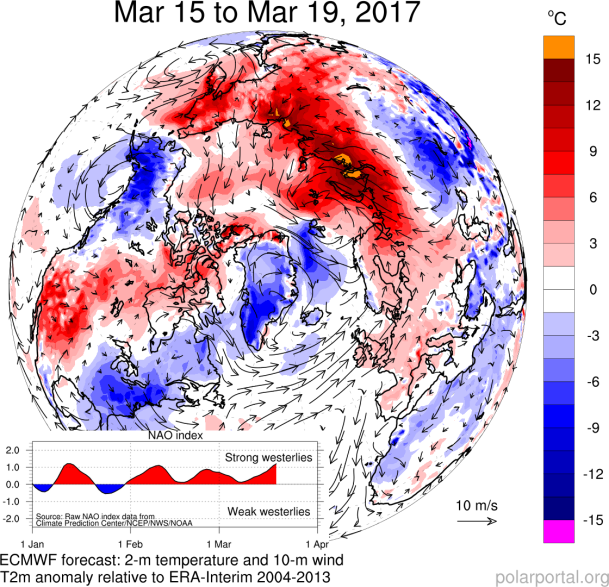 Mar 15 to Mar 19, 2017
°C
15
12
9
6
3
0
-3
-6
-9
-12
-15
10 m/s
NAO index
2.0
1.0
0.0
-1.0
-2.0
Strong westerlies
Weak westerlies
Source: Raw NAO index data from
Climate Prediction Center/NCEP/NWS/NOAA
1 Jan 1 Feb 1 Mar 1 Apr
ECMWF forecast: 2-m temperature and 10-m wind
T2m anomaly relative to ERA-Interim 2004-2013
polarportal.org